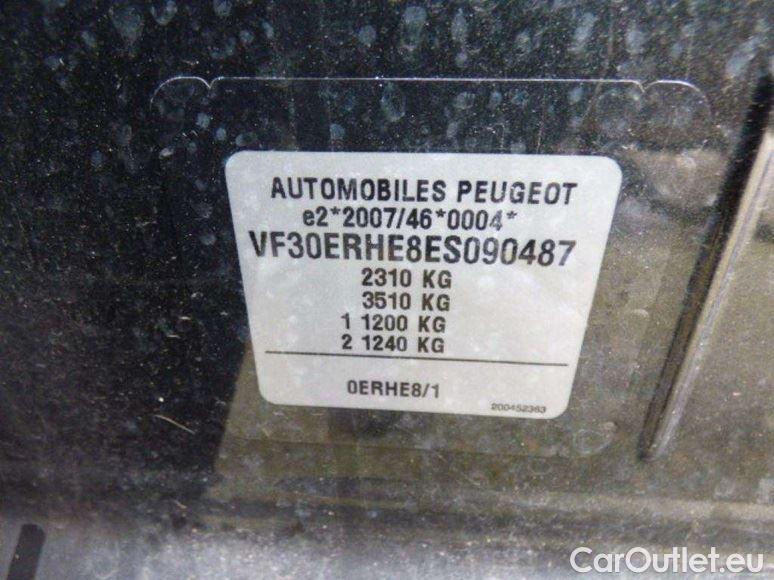 AUTOMOBILES PEUGEOT
e2*2007/46*0004*
VF30ERHE8ES090487
2310 KG
3510 KG
1 1200 KG
2 1240 KG
0ERHE8/1
200452363
CarOutlet.eu